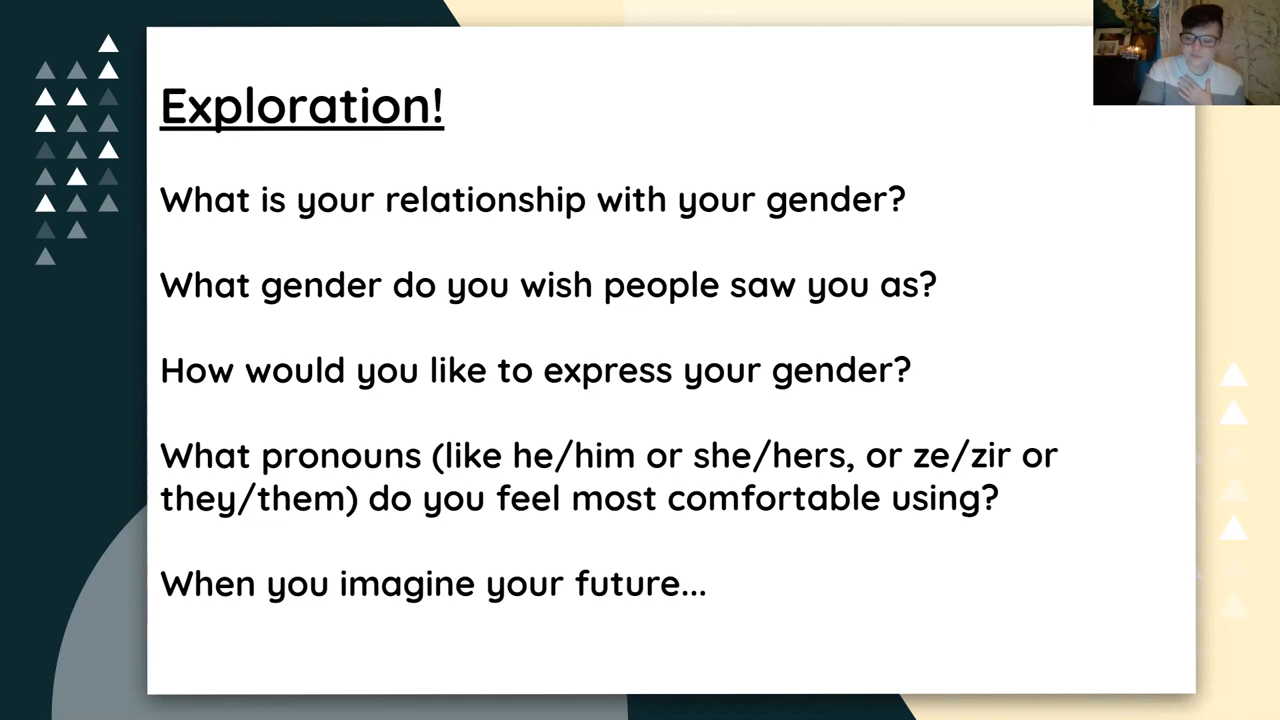 Exploration!
What is your relationship with your gender?
What gender do you wish people saw you as?
How would you like to express your gender?
What pronouns (like he/him or she/hers, or ze/zir or
they/them) do you feel most comfortable using?
When you imagine your future...